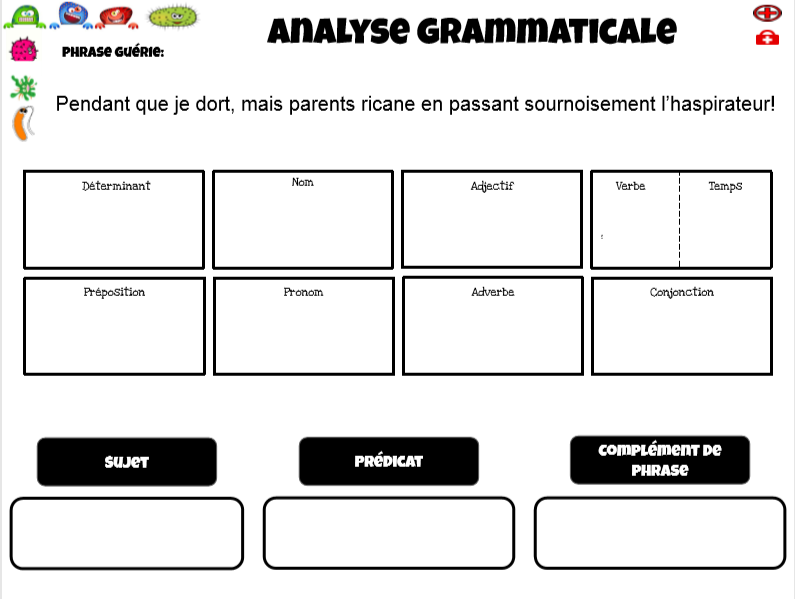 Analyse grammaticale
Phrase guérie:
Pendant que je dort, mais parents ricane en passant sournoisement l’haspirateur!
Déterminant
Nom
Adjectif
Verbe
Temps
Préposition
Pronom
Adverbe
Conjonction
Sujet
Prédicat
Complément de
phrase